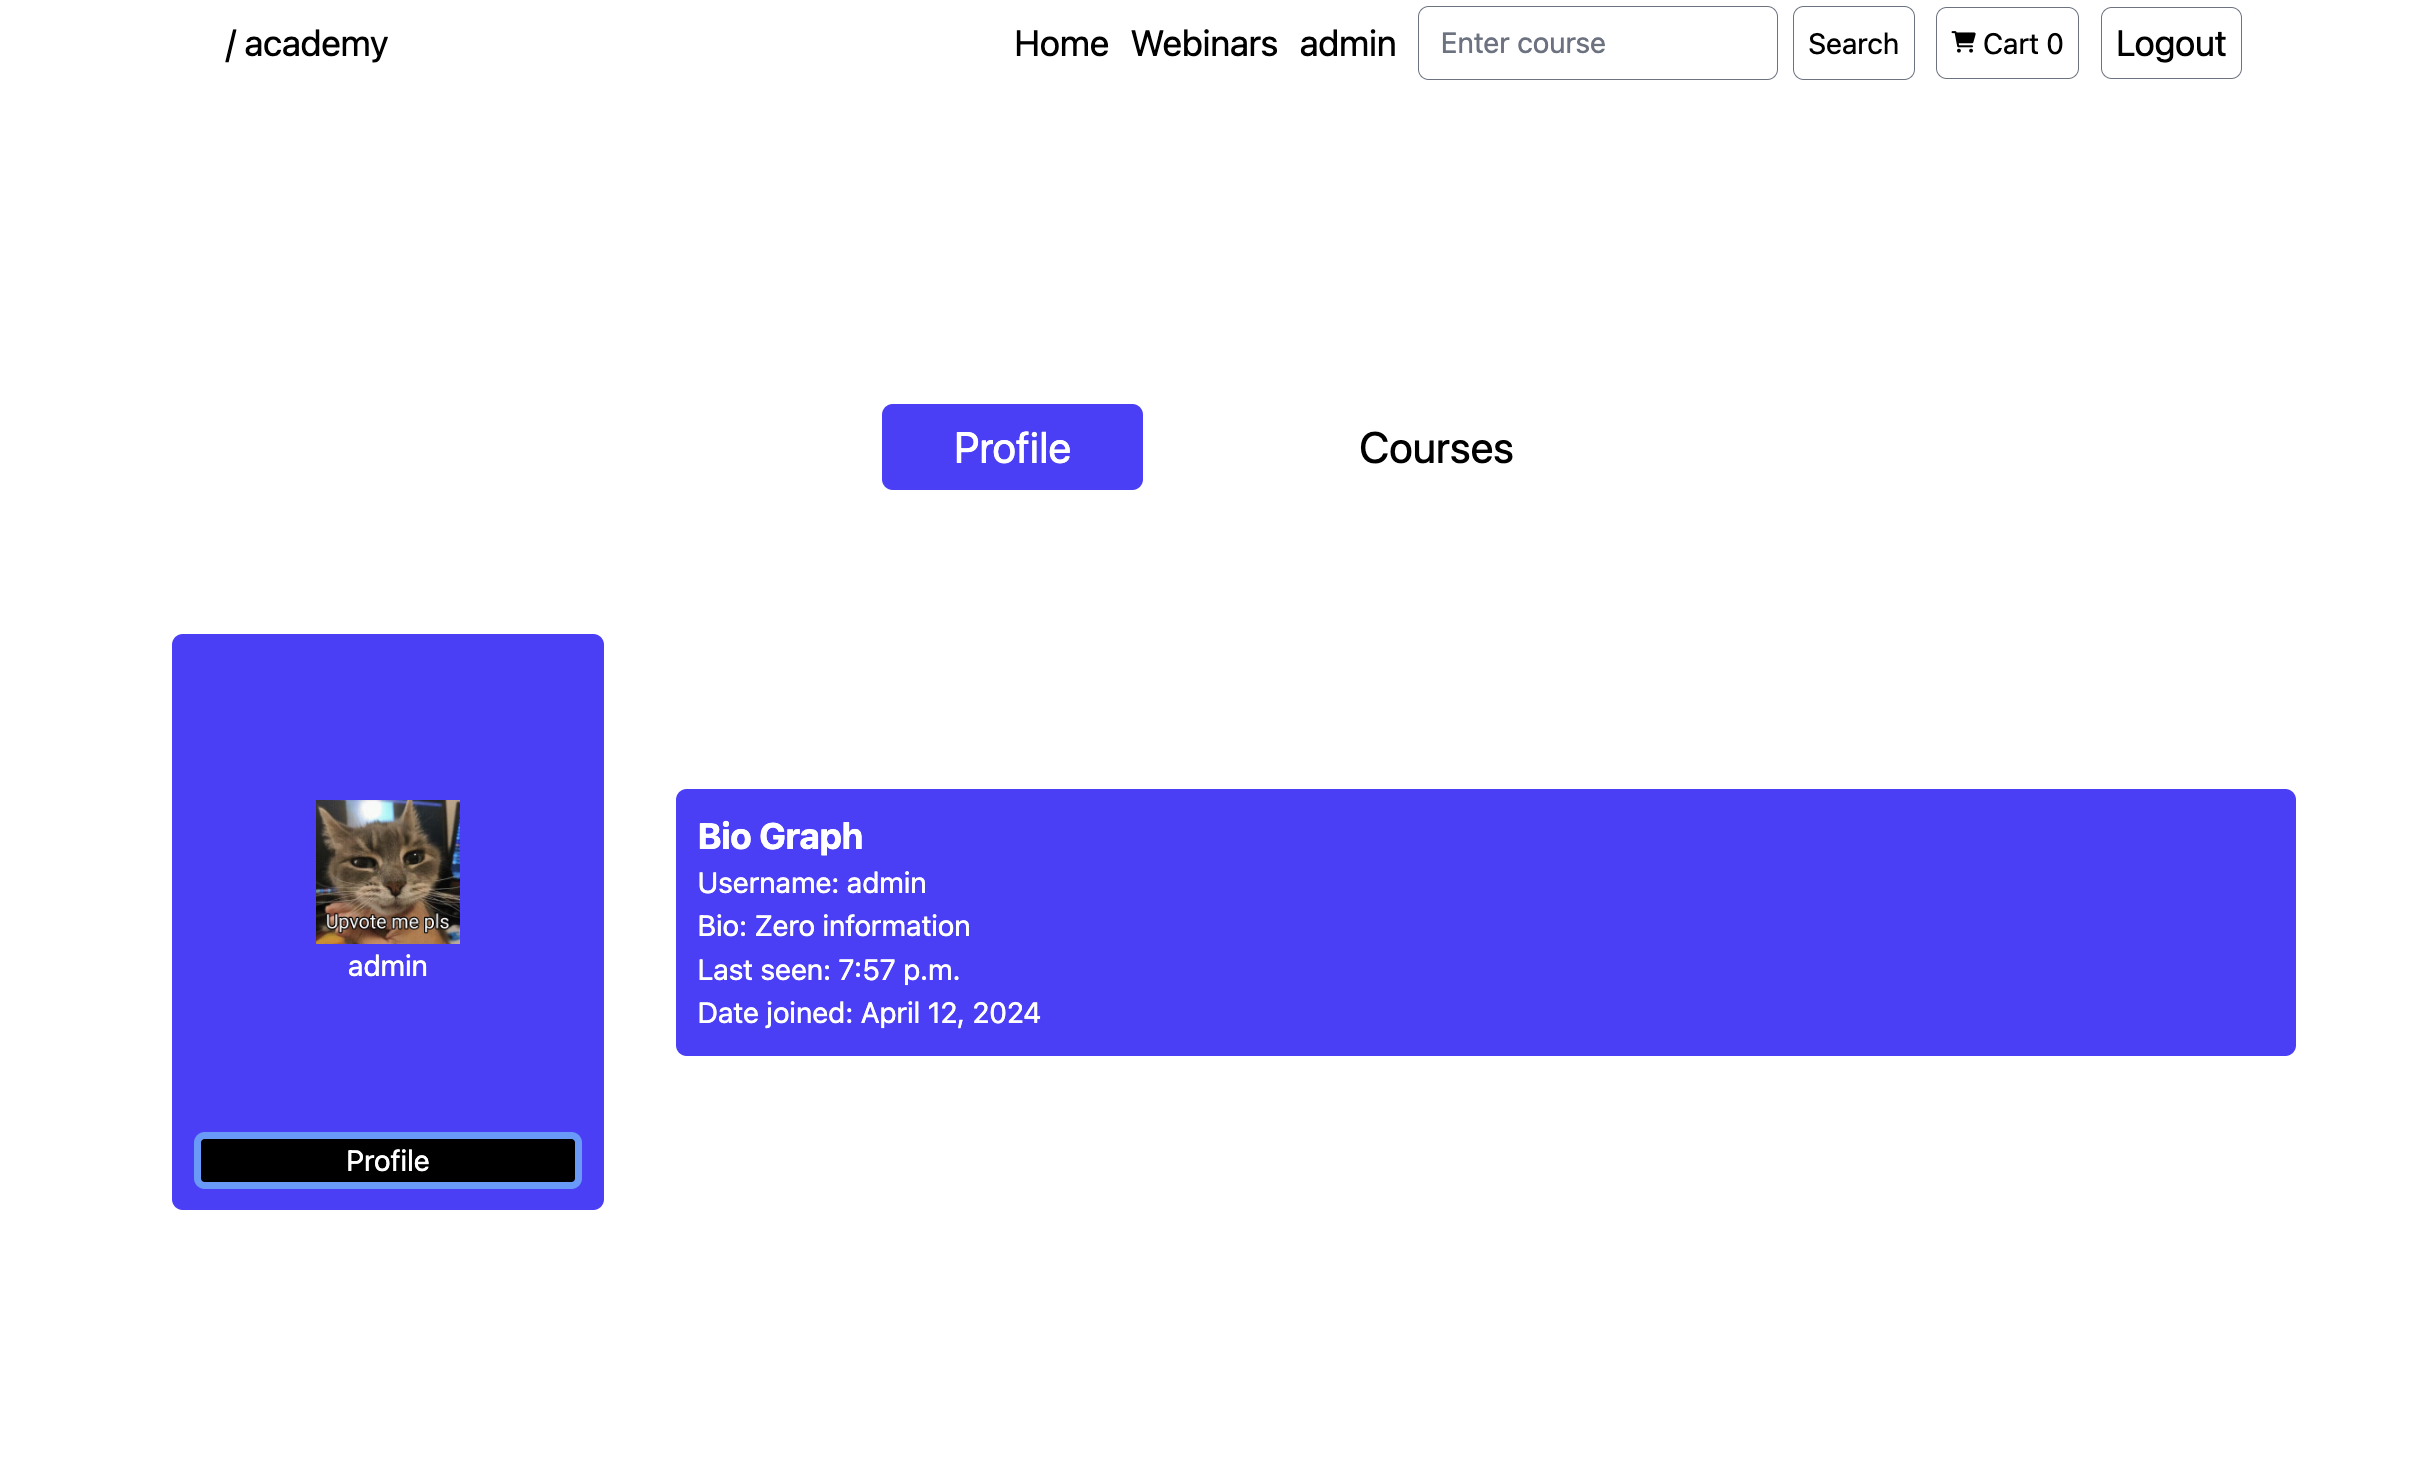 / academy
Home Webinars admin Enter course Search Cart 0 Logout
Profile Courses
Upvote me pls
admin
Profile
Bio Graph
Username: admin
Bio: Zero information
Last seen: 7:57 p.m.
Date joined: April 12, 2024